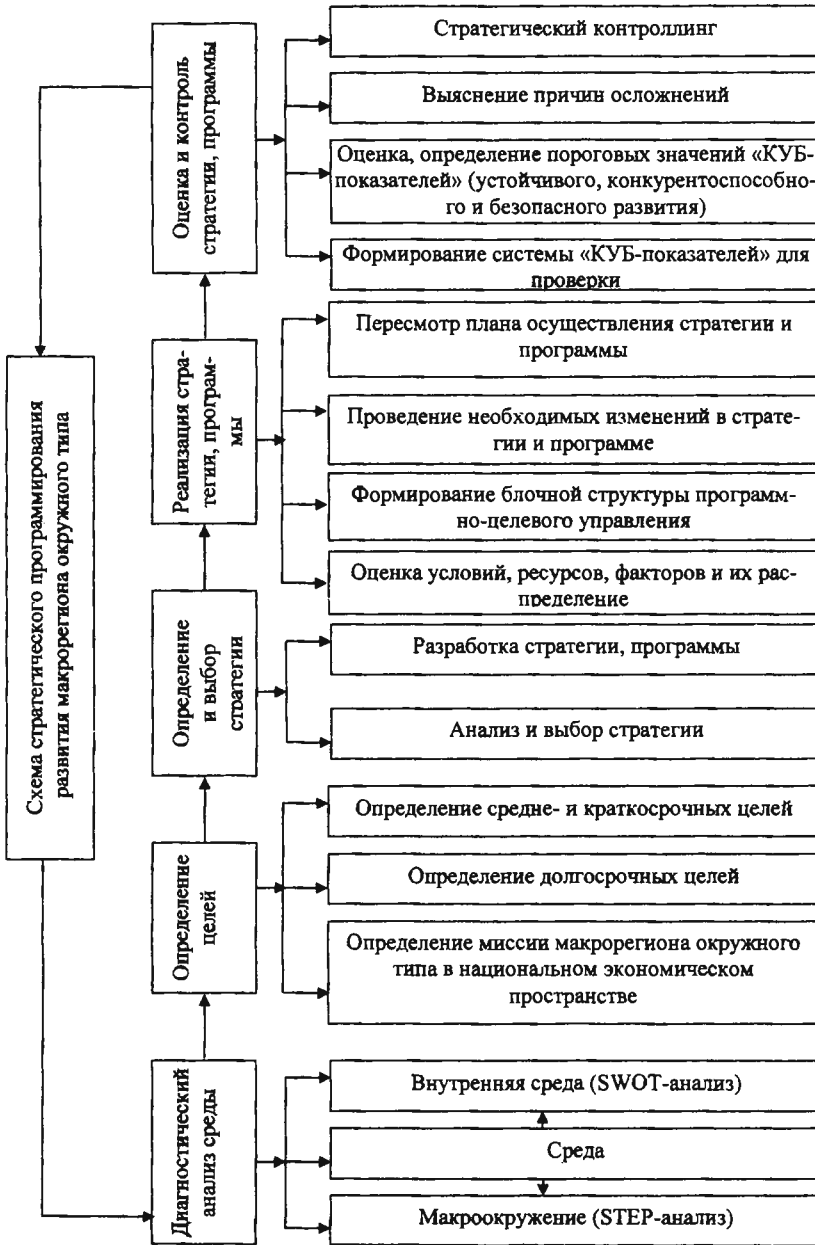 Схема стратегического программирования
развития макрорегиона окружного типа
Оценка и контроль
стратегии, программы
Стратегический контроллинг
Выяснение причин осложнений
Оценка, определение пороговых значений «КУБ-
показателей» (устойчивого, конкурентоспособно-
го и безопасного развития)
Формирование системы «КУБ-показателей» для
проверки
Реализация стра-
тегии, програм-
мы
Пересмотр плана осуществления стратегии и
программы
Проведение необходимых изменений в страте-
гии и программе
Формирование блочной структуры программ-
но-целевого управления
Оценка условий, ресурсов, факторов и их рас-
пределение
Определение
и выбор
стратегии
Разработка стратегии, программы
Анализ и выбор стратегии
Определение
целей
Определение средне- и краткосрочных целей
Определение долгосрочных целей
Определение миссии макрорегиона окружного
типа в национальном экономическом
пространстве
Диагностический
анализ среды
Внутренняя среда (SWOT-анализ)
Среда
Макроокружение (STEP-анализ)